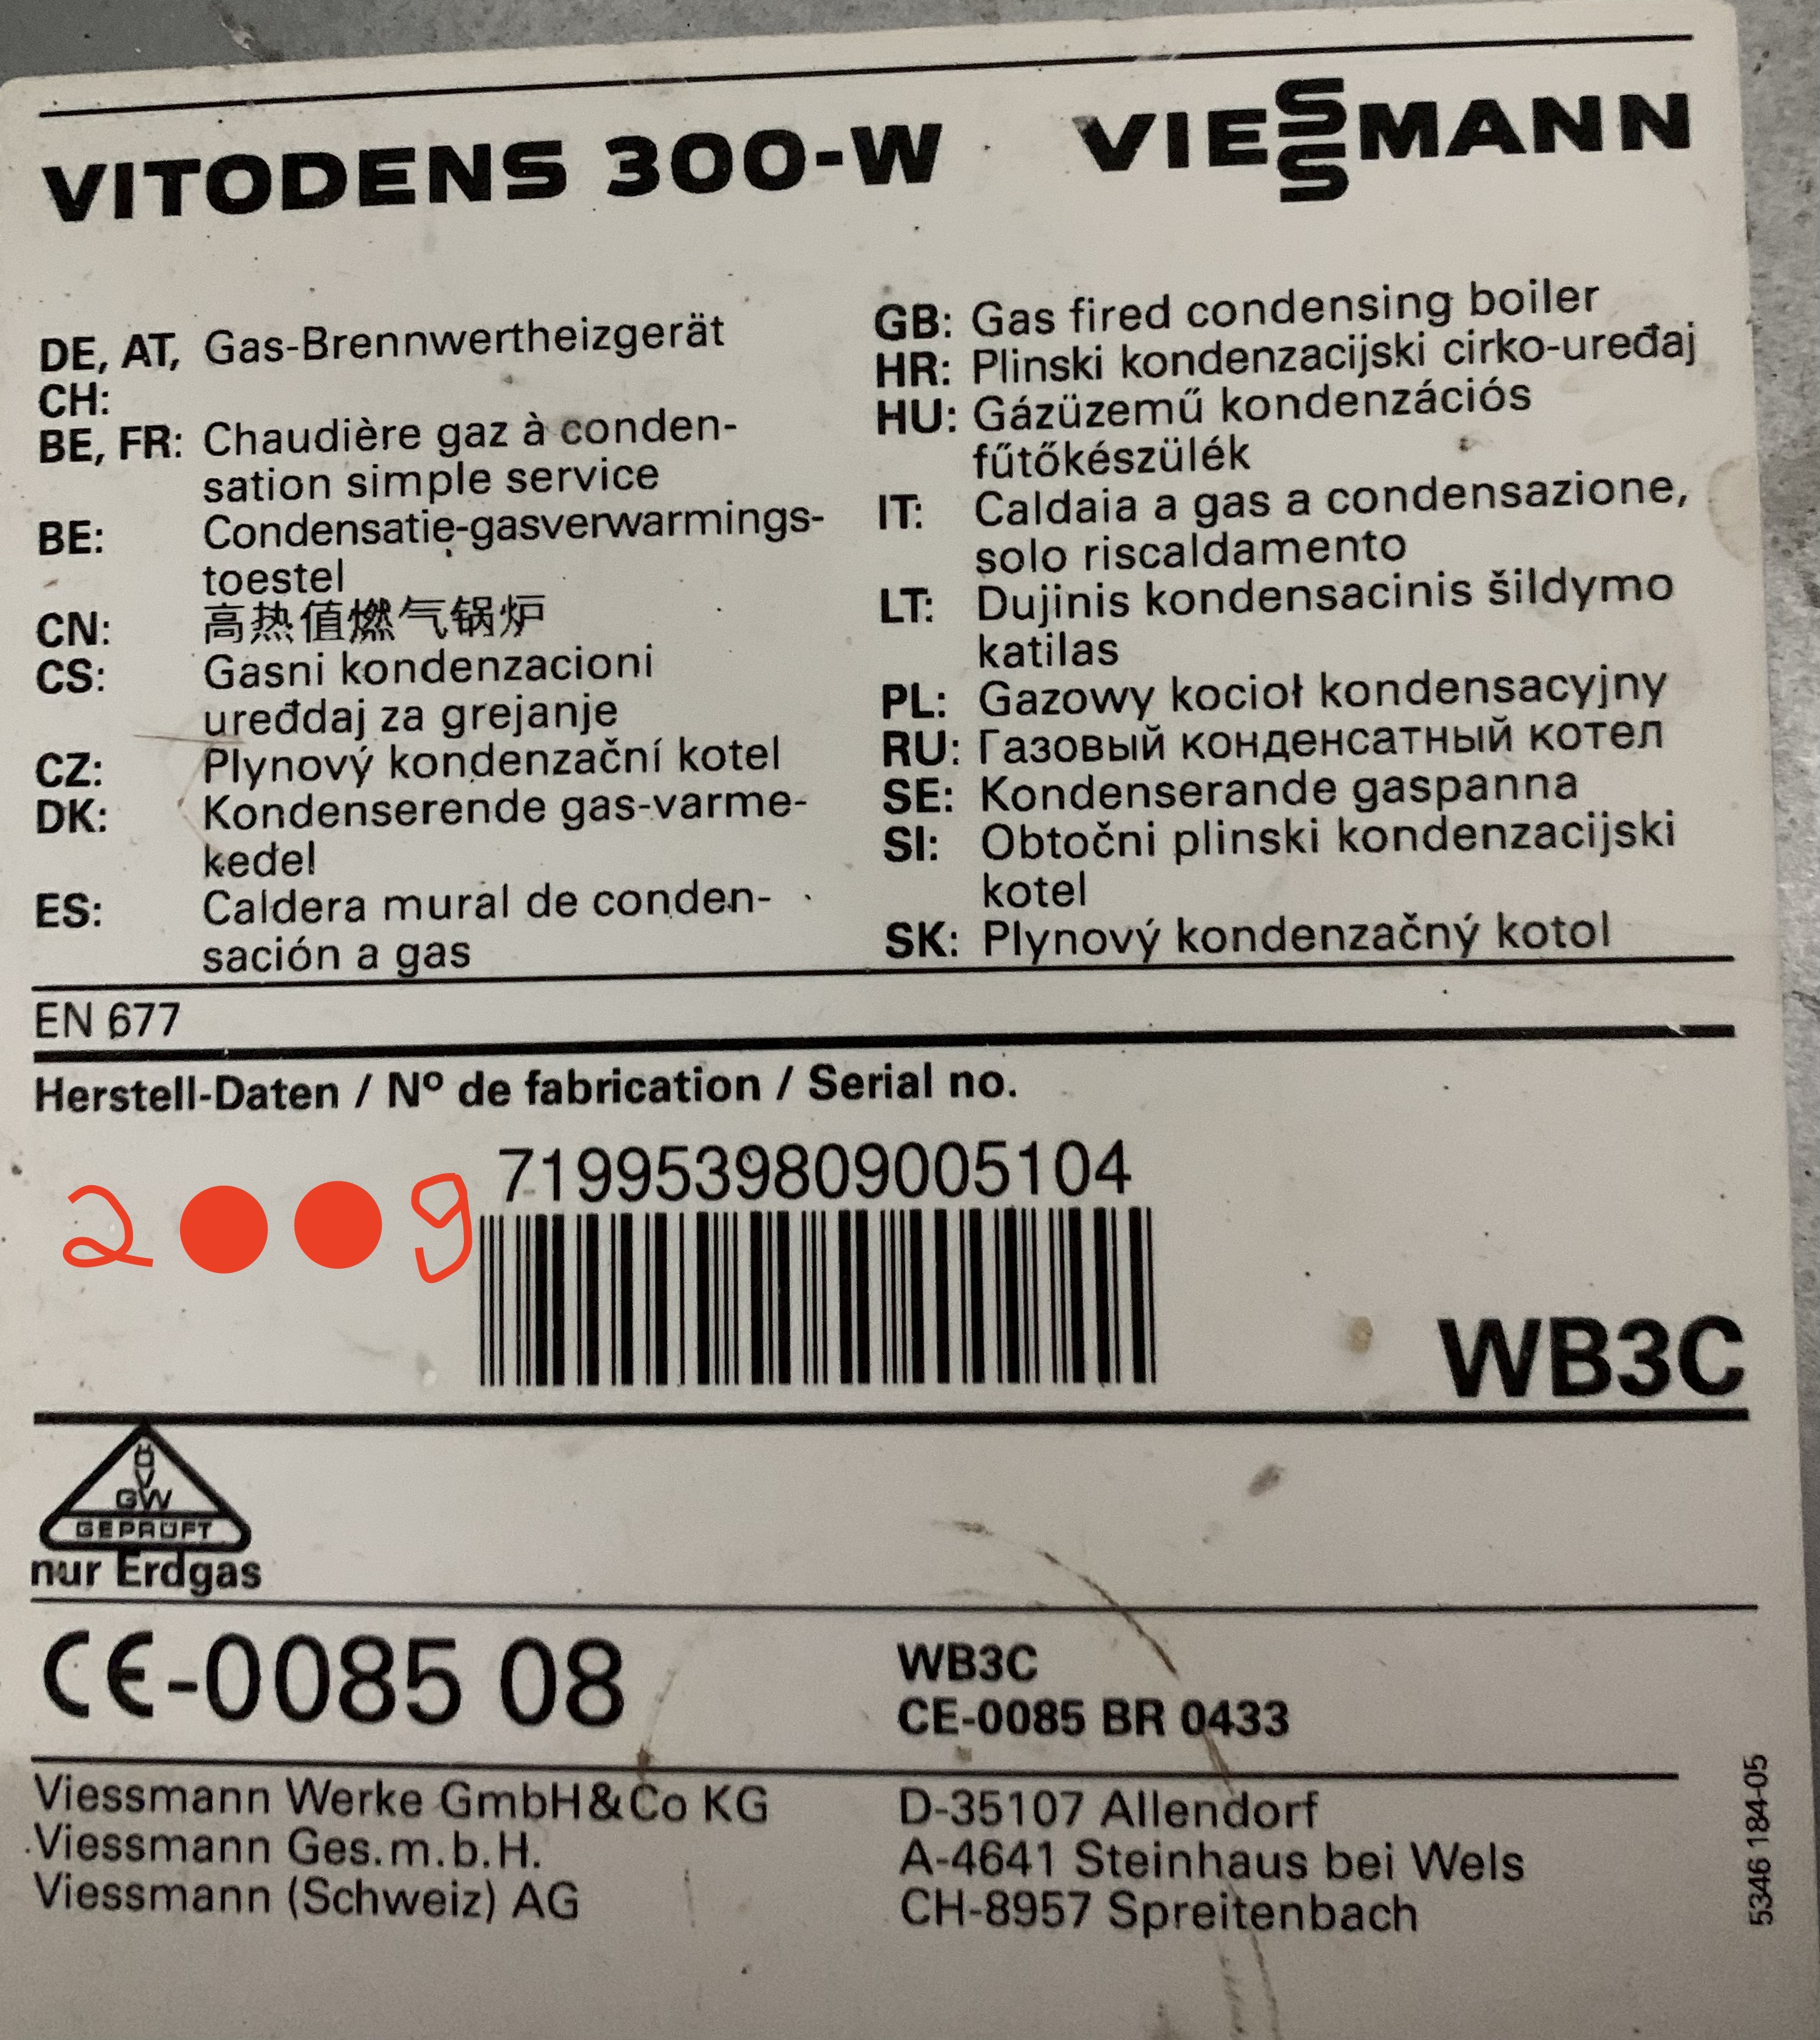 VITODENS 300-W VIESSMANN
DE, AT, Gas-Brennwertheizgerät
CH:
BE, FR: Chaudière gaz à conden-
sation simple service
BE: Condensatie-gasverwarmings-
toestel
CN: 高热值燃气锅炉
CS: Gasni kondenzacioni
uređdaj za grejanje
CZ: Plynový kondenzační kotel
DK: Kondenserende gas-varme-
kedel
ES: Caldera mural de conden-
sación a gas
GB: Gas fired condensing boiler
HR: Plinski kondenzacijski cirko-uređaj
HU: Gázüzemű kondenzációs
fűtőkészülék
IT: Caldaia a gas a condensazione,
solo riscaldamento
LT: Dujinis kondensacinis šildymo
katilas
PL: Gazowy kocioł kondensacyjny
RU: Газовый конденсатный котел
SE: Kondenserande gaspanna
SI: Obtočni plinski kondenzacijski
kotel
SK: Plynový kondenzačný kotol
EN 677
Herstell-Daten / Nº de fabrication / Serial no.
7199539809005104
2009
WB3C
ÖV
GW
GEPRÜFT
nur Erdgas
CE-0085 08
WB3C
CE-0085 BR 0433
Viessmann Werke GmbH&Co KG D-35107 Allendorf
Viessmann Ges.m.b.H. A-4641 Steinhaus bei Wels
Viessmann (Schweiz) AG CH-8957 Spreitenbach
5346 184-05